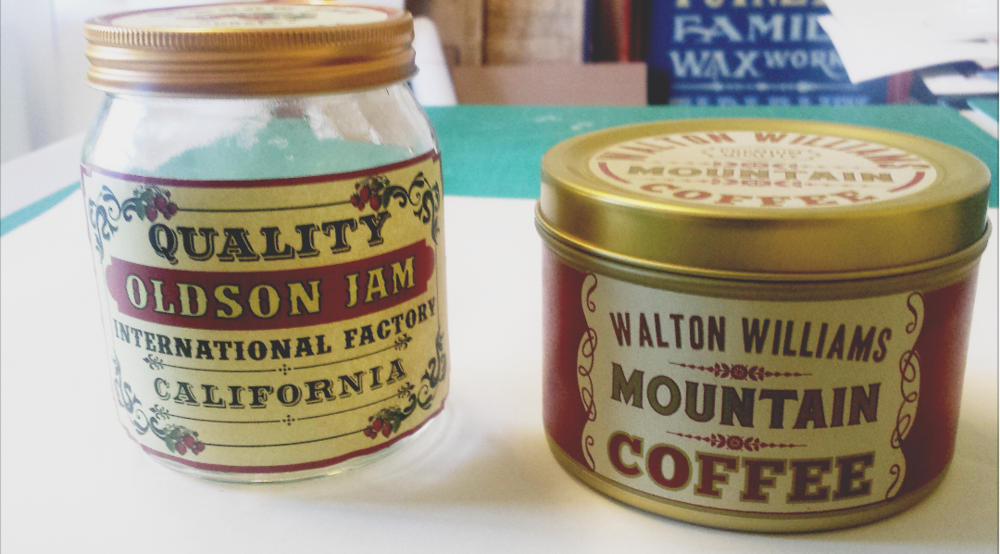 QUALITY
OLDSON JAM
INTERNATIONAL FACTORY
CALIFORNIA
WALTON WILLIAMS
MOUNTAIN
COFFEE
WALTON WILLIAMS
MOUNTAIN
COFFEE
FAMILY
WAX WORK